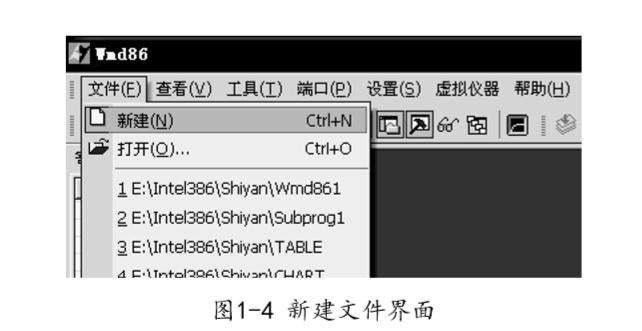 Wmd86
文件(F) 查看(V) 工具(T) 端口(P) 设置(S) 虚拟仪器 帮助(H)
新建(N) Ctrl+N
打开(O)... Ctrl+O
1 E:\Intel386\Shiyan\Wmd861
2 E:\Intel386\Shiyan\Subprog1
3 E:\Intel386\Shiyan\TABLE
4 E:\Intel386\Shiyan\CHART
图1-4 新建文件界面